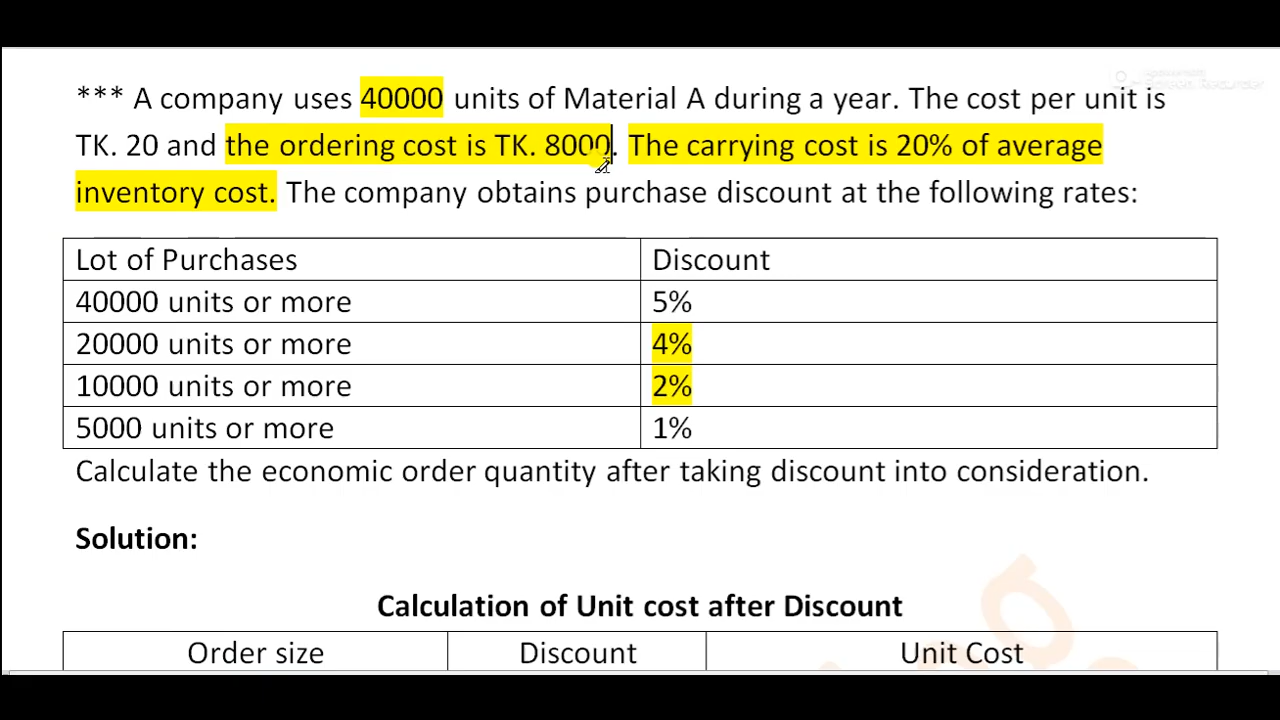 *** A company uses 40000 units of Material A during a year. The cost per unit is
TK. 20 and the ordering cost is TK. 8000. The carrying cost is 20% of average
inventory cost. The company obtains purchase discount at the following rates:
Lot of Purchases Discount
40000 units or more 5%
20000 units or more 4%
10000 units or more 2%
5000 units or more 1%
Calculate the economic order quantity after taking discount into consideration.
Solution:
Calculation of Unit cost after Discount
Order size Discount Unit Cost